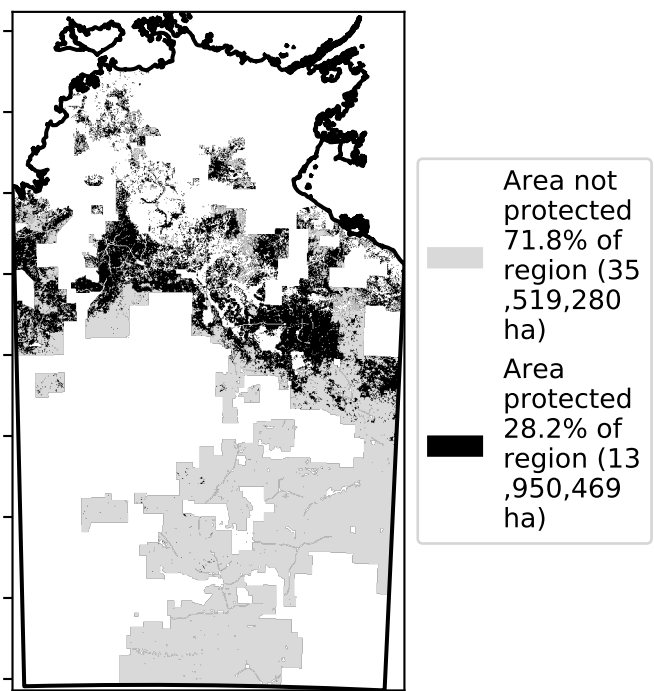 Area not
protected
71.8% of
region (35
,519,280
ha)
Area
protected
28.2% of
region (13
,950,469
ha)